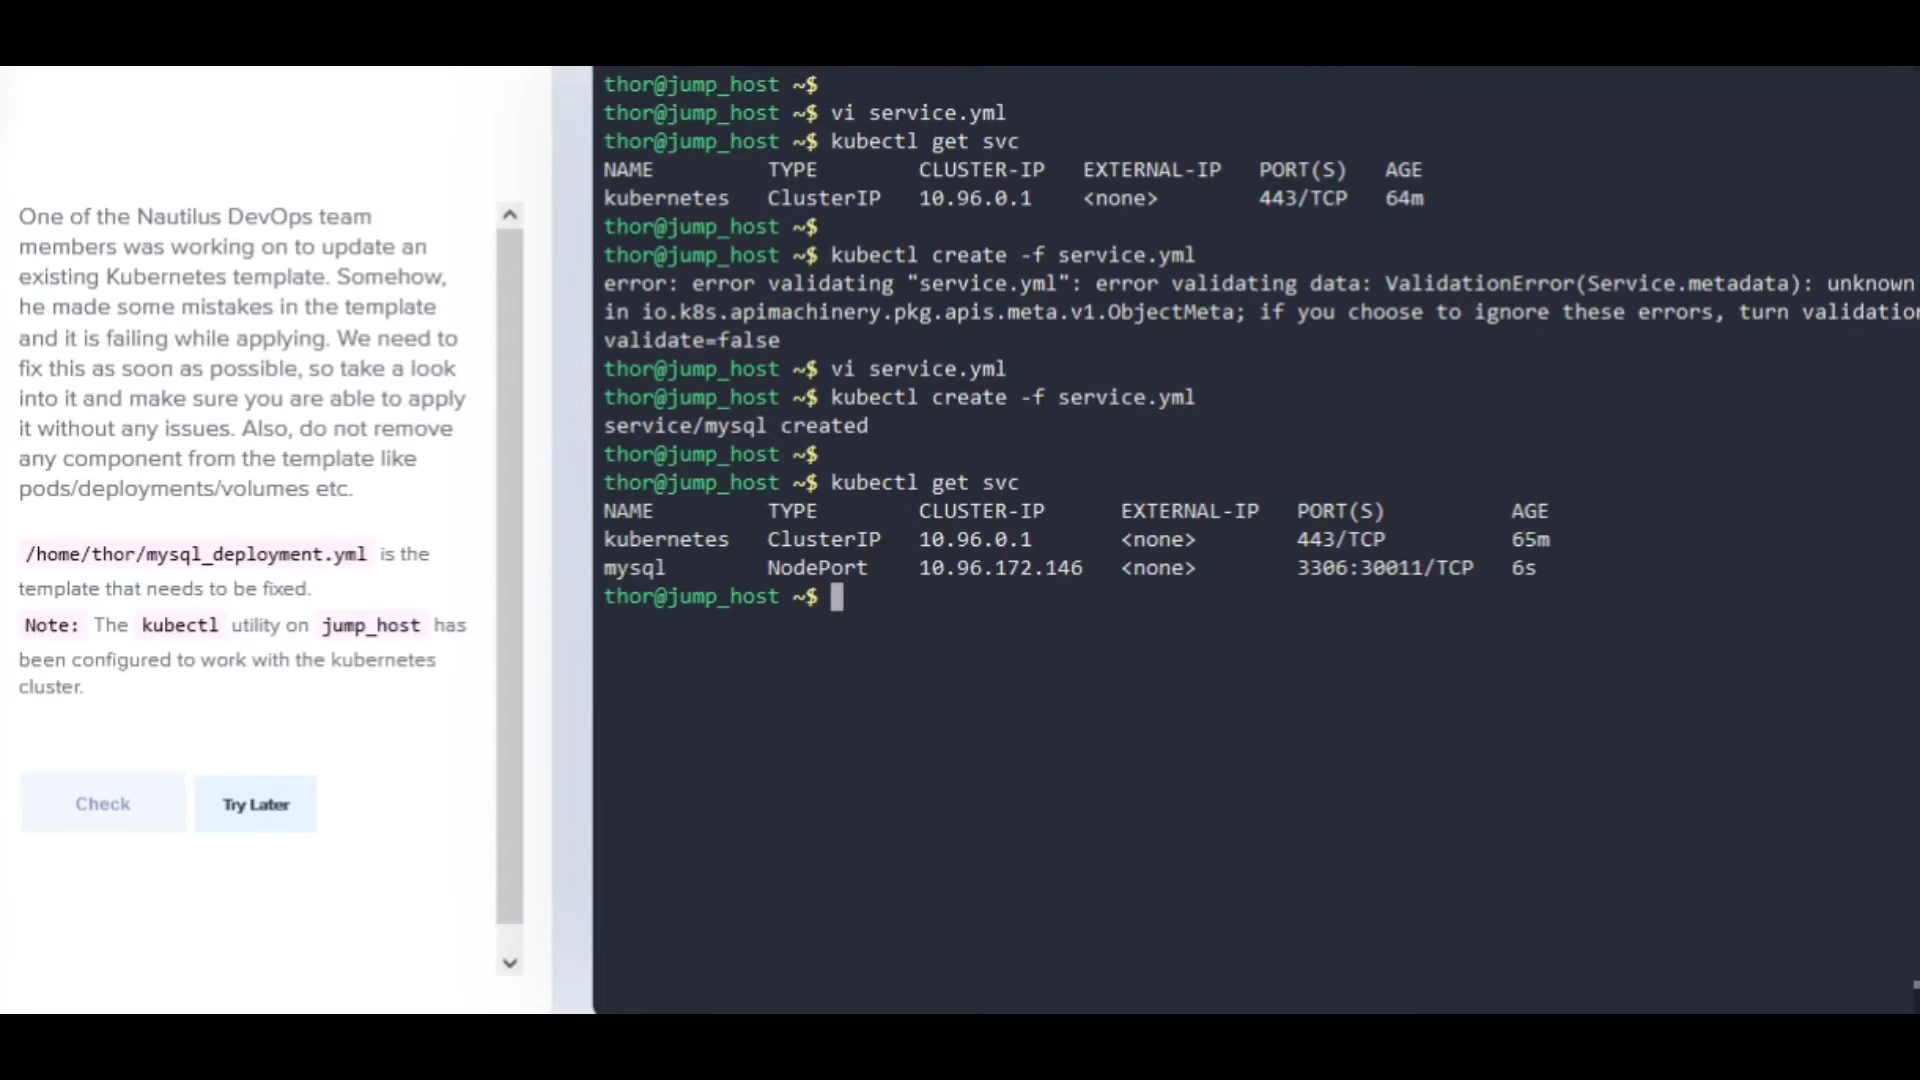 One of the Nautilus DevOps team
members was working on to update an
existing Kubernetes template. Somehow,
he made some mistakes in the template
and it is failing while applying. We need to
fix this as soon as possible, so take a look
into it and make sure you are able to apply
it without any issues. Also, do not remove
any component from the template like
pods/deployments/volumes etc.
/home/thor/mysql_deployment.yml is the
template that needs to be fixed.
Note: The kubectl utility on jump_host has
been configured to work with the kubernetes
cluster.
Check
Try Later
thor@jump_host ~$
thor@jump_host ~$ vi service.yml
thor@jump_host ~$ kubectl get svc
NAME TYPE CLUSTER-IP EXTERNAL-IP PORT(S) AGE
kubernetes ClusterIP 10.96.0.1 <none> 443/TCP 64m
thor@jump_host ~$
thor@jump_host ~$ kubectl create -f service.yml
error: error validating "service.yml": error validating data: ValidationError(Service.metadata): unknown
in io.k8s.apimachinery.pkg.apis.meta.v1.ObjectMeta; if you choose to ignore these errors, turn validation
validate=false
thor@jump_host ~$ vi service.yml
thor@jump_host ~$ kubectl create -f service.yml
service/mysql created
thor@jump_host ~$
thor@jump_host ~$ kubectl get svc
NAME TYPE CLUSTER-IP EXTERNAL-IP PORT(S) AGE
kubernetes ClusterIP 10.96.0.1 <none> 443/TCP 65m
mysql NodePort 10.96.172.146 <none> 3306:30011/TCP 6s
thor@jump_host ~$